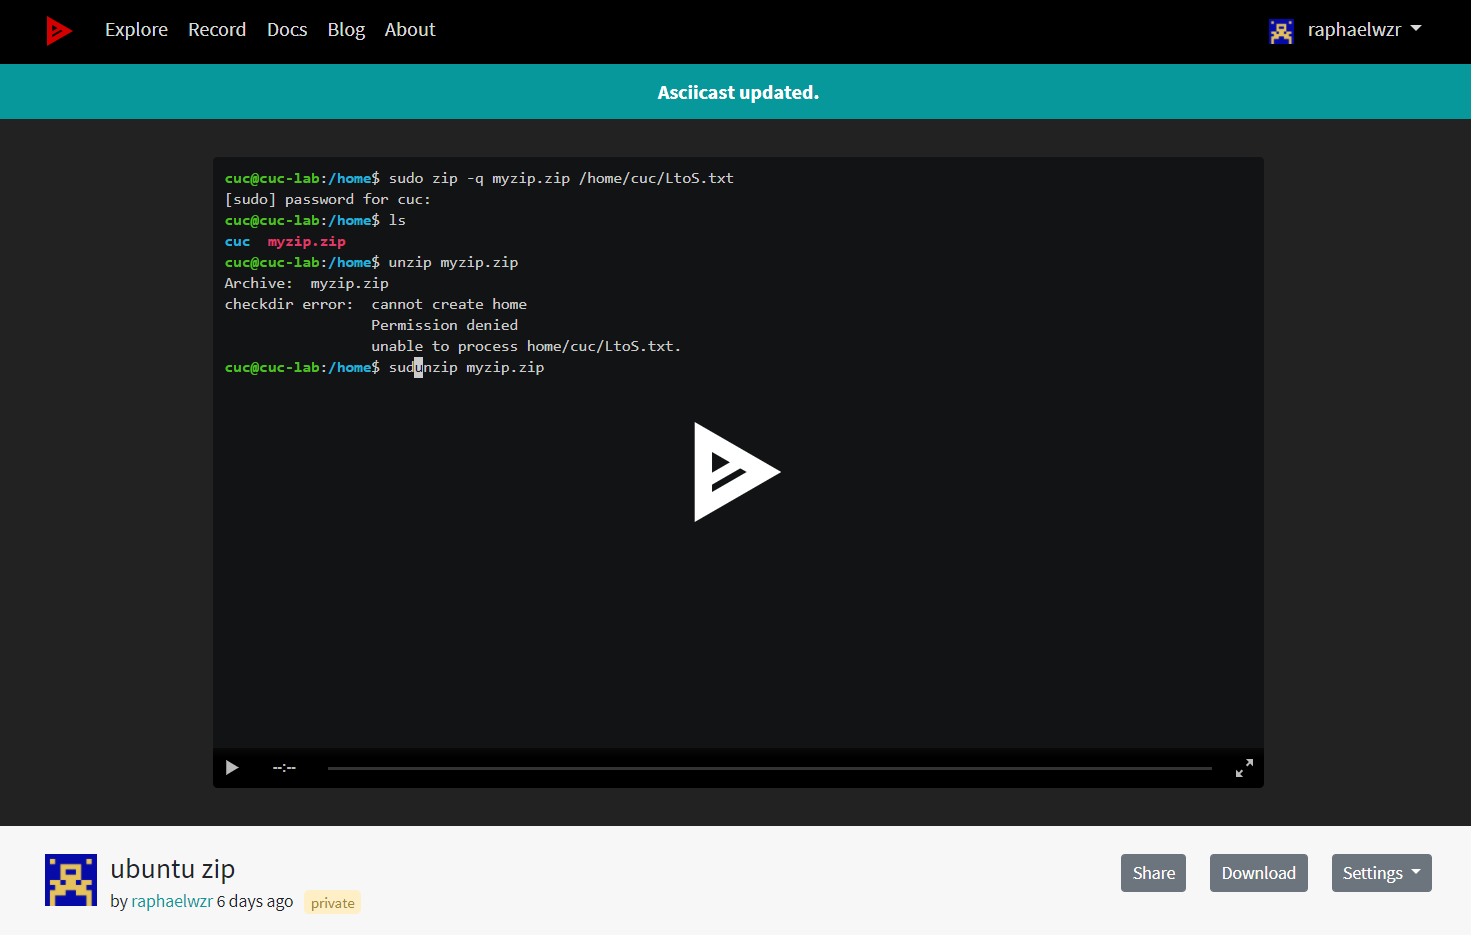 Explore Record Docs Blog About raphaelwzr
Asciicast updated.
cuc@cuc-lab:/home$ sudo zip -q myzip.zip /home/cuc/LtoS.txt
[sudo] password for cuc:
cuc@cuc-lab:/home$ ls
cuc  myzip.zip
cuc@cuc-lab:/home$ unzip myzip.zip
Archive:  myzip.zip
checkdir error:  cannot create home
                 Permission denied
                 unable to process home/cuc/LtoS.txt.
cuc@cuc-lab:/home$ sudunzip myzip.zip
--:--
ubuntu zip
by raphaelwzr 6 days ago private
Share Download Settings